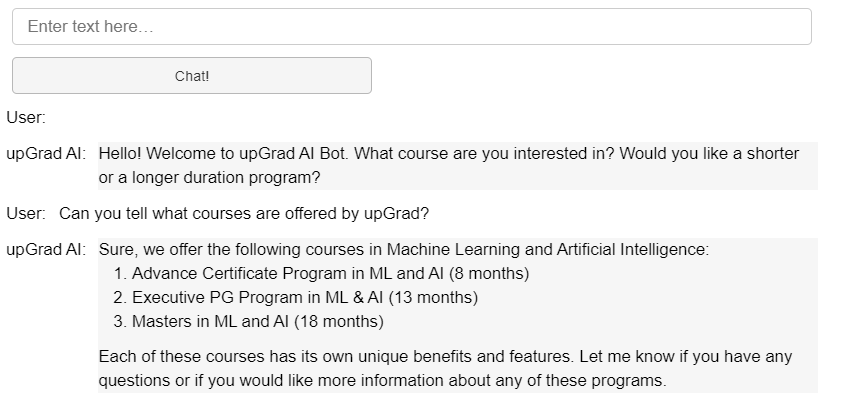 Enter text here...
Chat!
User:
upGrad AI: Hello! Welcome to upGrad AI Bot. What course are you interested in? Would you like a shorter
or a longer duration program?
User: Can you tell what courses are offered by upGrad?
upGrad AI: Sure, we offer the following courses in Machine Learning and Artificial Intelligence:
1. Advance Certificate Program in ML and AI (8 months)
2. Executive PG Program in ML & AI (13 months)
3. Masters in ML and AI (18 months)
Each of these courses has its own unique benefits and features. Let me know if you have any
questions or if you would like more information about any of these programs.